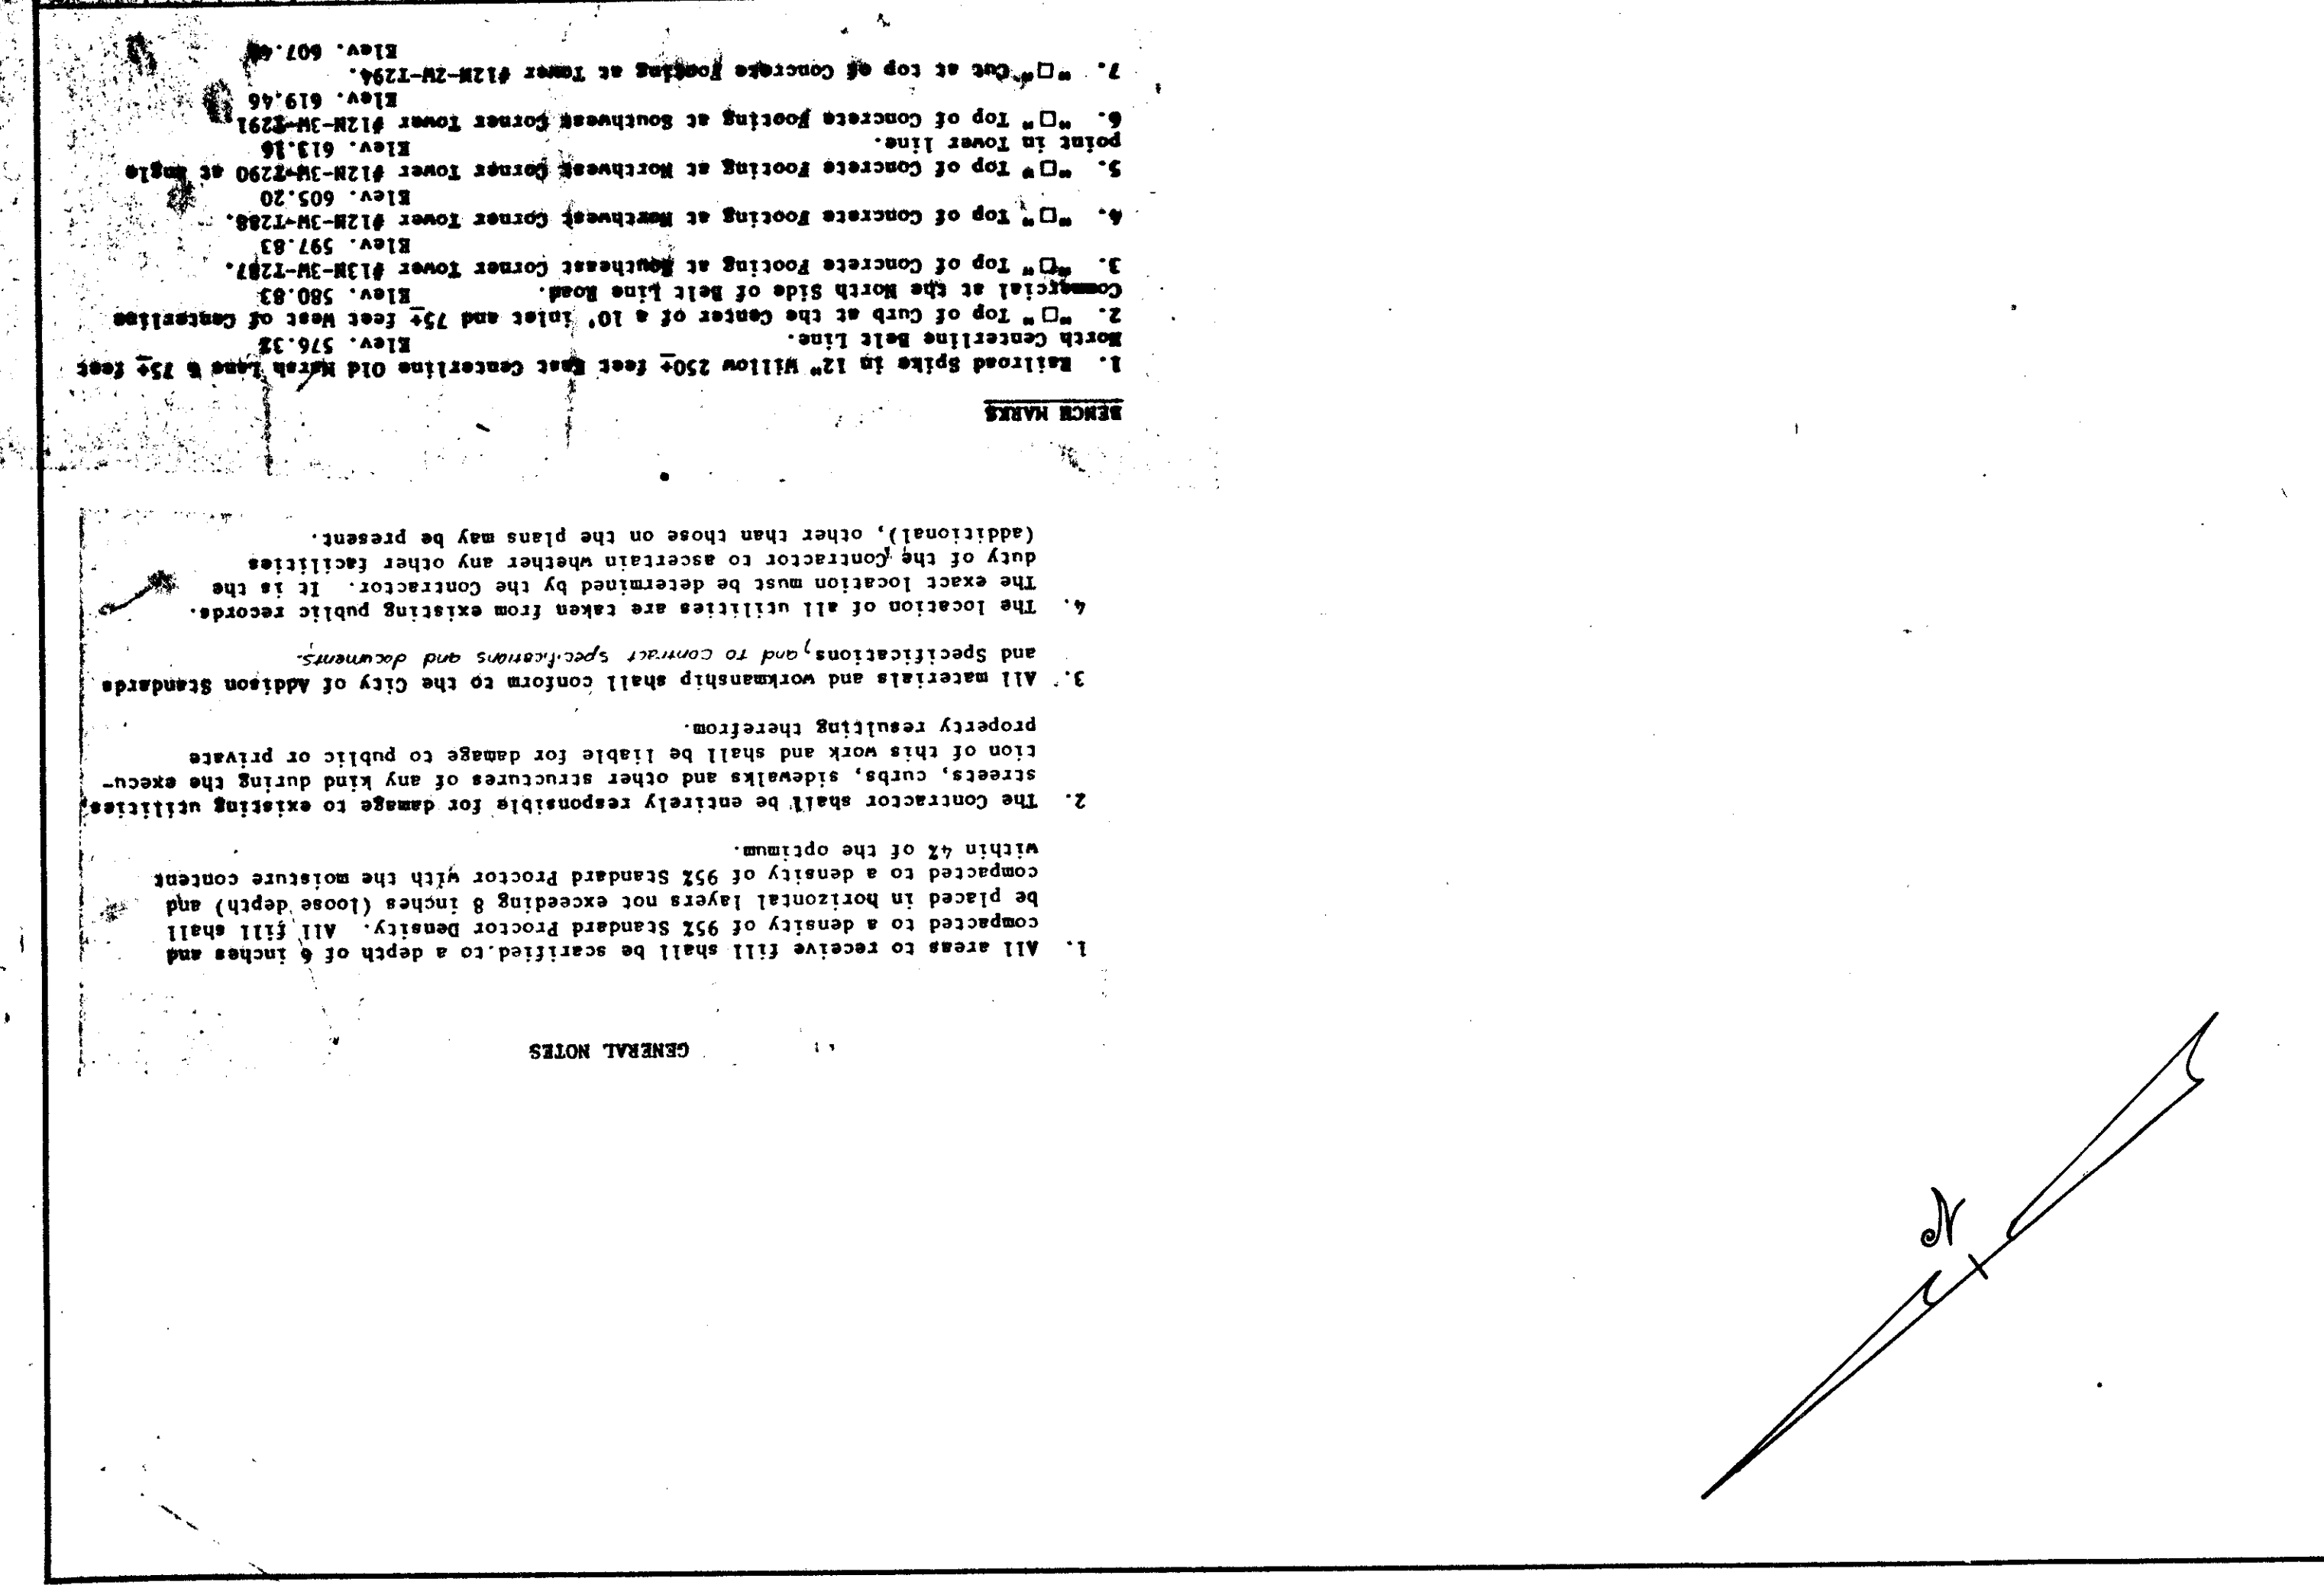 GENERAL NOTES
1. All areas to receive fill shall be scarified to a depth of 6 inches and
compacted to a density of 95% Standard Proctor Density. All fill shall
be placed in horizontal layers not exceeding 8 inches (loose depth) and
compacted to a density of 95% Standard Proctor with the moisture content
within 4% of the optimum.
2. The Contractor shall be entirely responsible for damage to existing utilities,
streets, curbs, sidewalks and other structures of any kind during the execu-
tion of this work and shall be liable for damage to public or private
property resulting therefrom.
3. All materials and workmanship shall conform to the City of Addison Standards
and Specifications, and to contract specifications and documents.
4. The location of all utilities are taken from existing public records.
The exact location must be determined by the Contractor. It is the
duty of the Contractor to ascertain whether any other facilities
(additional), other than those on the plans may be present.
BENCH MARKS
1. Railroad Spike in 12" Willow 250± feet East Centerline Old Marsh Lane & 75± feet
North Centerline Belt Line. Elev. 576.32
2. "□" Top of Curb at the Center of a 10' inlet and 75± feet West of Centerline
Commercial at the North Side of Belt Line Road. Elev. 580.83
3. "□" Top of Concrete Footing at Southeast Corner Tower #13N-3W-T287.
Elev. 597.83
4. "□" Top of Concrete Footing at Northwest Corner Tower #12N-3W-T288.
Elev. 605.20
5. "□" Top of Concrete Footing at Northwest Corner Tower #12N-3W-T290 at Angle
point in Tower line. Elev. 613.16
6. "□" Top of Concrete Footing at Southwest Corner Tower #12N-3W-T291
Elev. 619.46
7. "□" Cut at top of Concrete Footing at Tower #12N-2W-T294.
Elev.
N